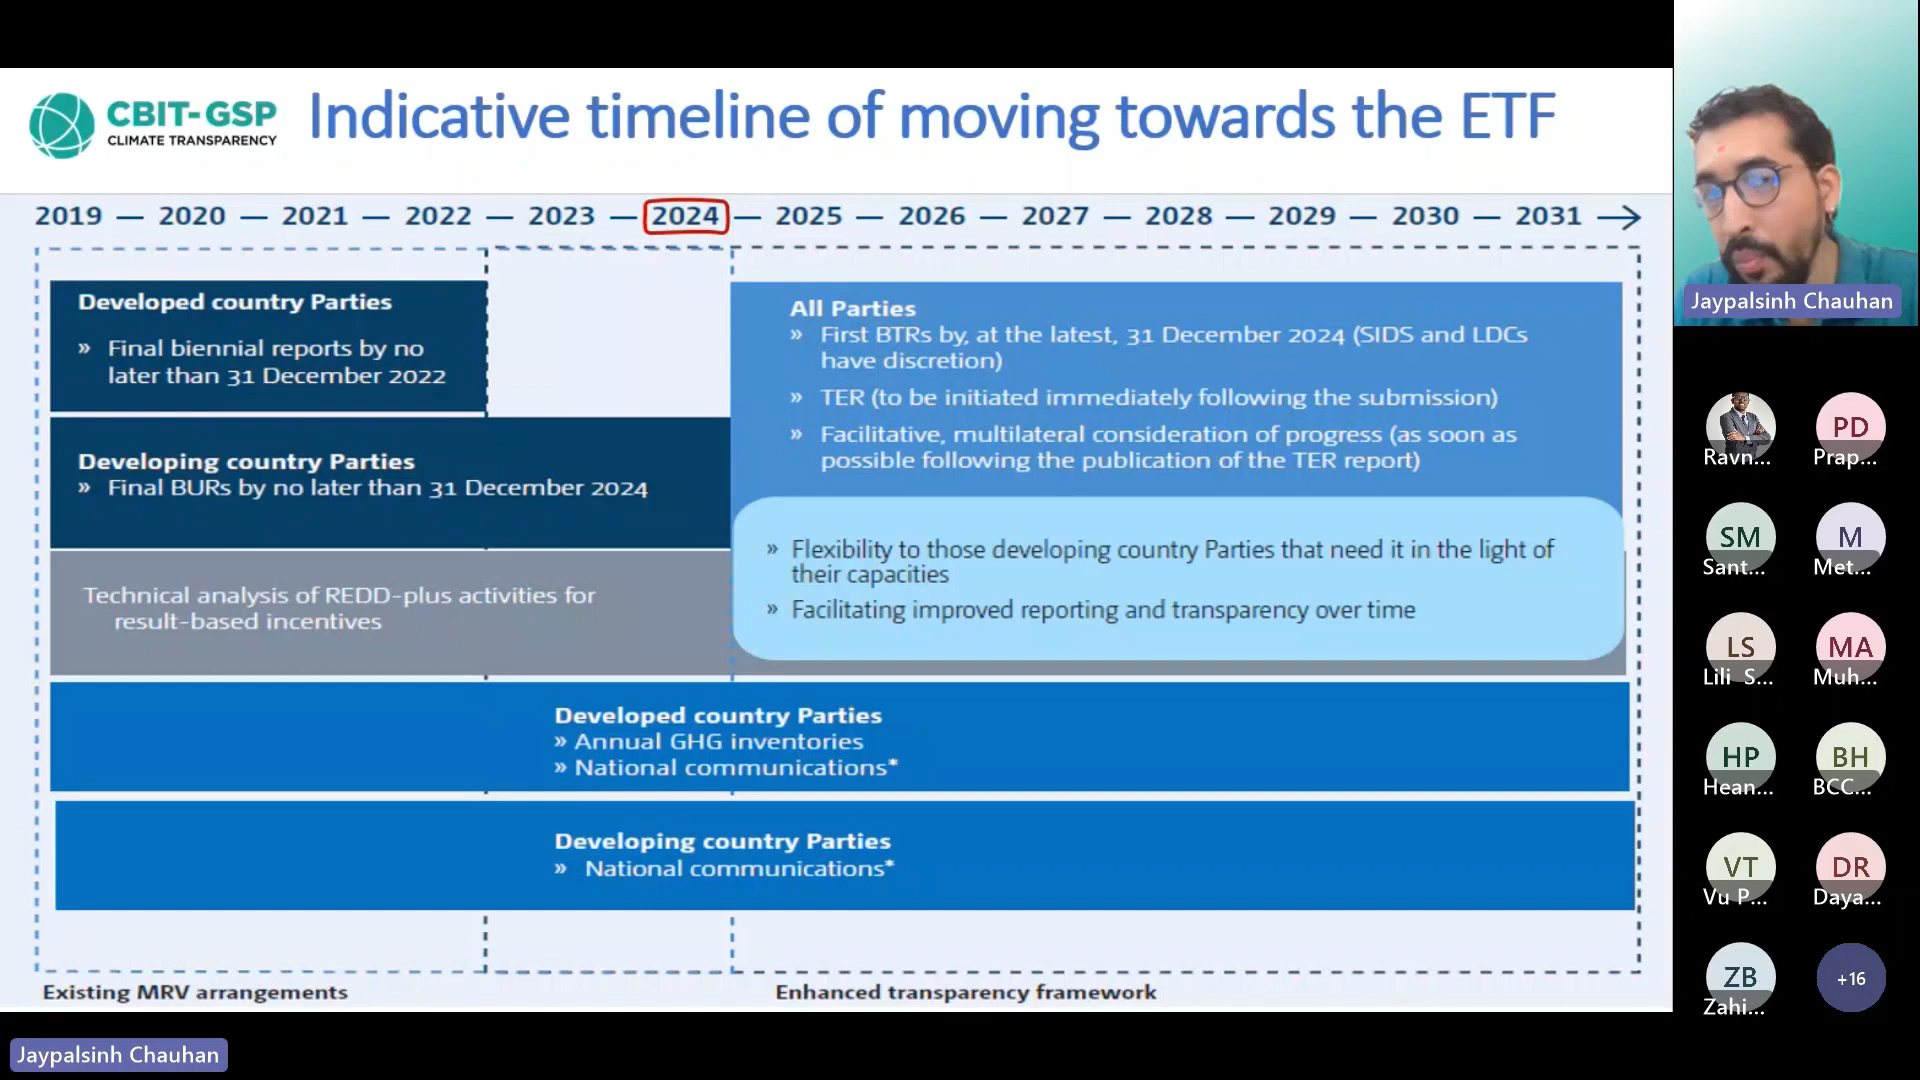 CBIT-GSP
CLIMATE TRANSPARENCY
Indicative timeline of moving towards the ETF
2019 — 2020 — 2021 — 2022 — 2023 — 2024 — 2025 — 2026 — 2027 — 2028 — 2029 — 2030 — 2031
Developed country Parties
» Final biennial reports by no
later than 31 December 2022
Developing country Parties
» Final BURs by no later than 31 December 2024
Technical analysis of REDD-plus activities for
result-based incentives
All Parties
» First BTRs by, at the latest, 31 December 2024 (SIDS and LDCs
have discretion)
» TER (to be initiated immediately following the submission)
» Facilitative, multilateral consideration of progress (as soon as
possible following the publication of the TER report)
» Flexibility to those developing country Parties that need it in the light of
their capacities
» Facilitating improved reporting and transparency over time
Developed country Parties
» Annual GHG inventories
» National communications*
Developing country Parties
» National communications*
Existing MRV arrangements
Enhanced transparency framework
Jaypalsinh Chauhan
Jaypalsinh Chauhan
Ravn...
PD
Prap...
SM
Sant...
M
Met...
LS
Lili S...
MA
Muh...
HP
Hean...
BH
BCC...
VT
Vu P...
DR
Daya...
ZB
Zahi...
+16